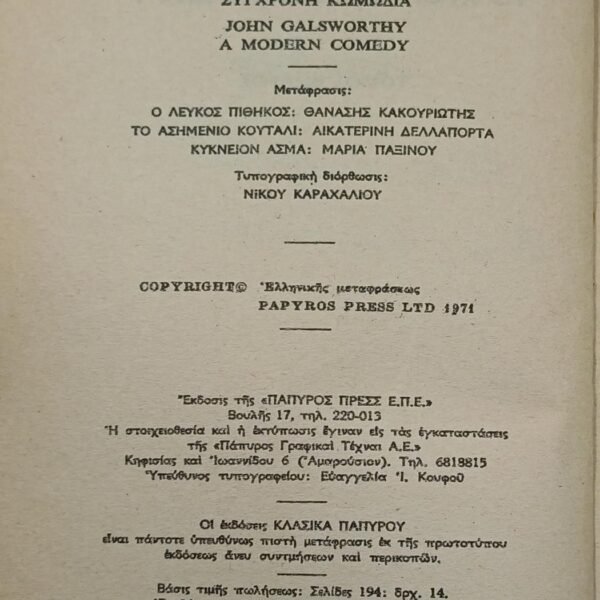 ΣΥΓΧΡΟΝΗ ΚΩΜΩΔΙΑ
JOHN GALSWORTHY
A MODERN COMEDY
Μετάφρασις:
Ο ΛΕΥΚΟΣ ΠΙΘΗΚΟΣ: ΘΑΝΑΣΗΣ ΚΑΚΟΥΡΙΩΤΗΣ
ΤΟ ΑΣΗΜΕΝΙΟ ΚΟΥΤΑΛΙ: ΑΙΚΑΤΕΡΙΝΗ ΔΕΛΛΑΠΟΡΤΑ
ΚΥΚΝΕΙΟΝ ΑΣΜΑ: ΜΑΡΙΑ ΠΑΞΙΝΟΥ
Τυπογραφικὴ διόρθωσις:
ΝίΚΟΥ ΚΑΡΑΧΑΛΙΟΥ
COPYRIGHT© Ἑλληνικῆς μεταφράσεως
PAPYROS PRESS LTD 1971
Ἔκδοσις τῆς «ΠΑΠΥΡΟΣ ΠΡΕΣΣ Ε.Π.Ε.»
Βουλῆς 17, τηλ. 220-013
Ἡ στοιχειοθεσία καὶ ἡ ἐκτύπωσις ἔγιναν εἰς τὰς ἐγκαταστάσεις
τῆς «Πάπυρος Γραφικαὶ Τέχναι Α.Ε.»
Κηφισίας καὶ Ἰωαννίδου 6 (Ἀμαρούσιον). Τηλ. 6818815
Ὑπεύθυνος τυπογραφείου: Εὐαγγελία Ἰ. Κουφοῦ
Οἱ ἐκδόσεις ΚΛΑΣΙΚΑ ΠΑΠΥΡΟΥ
εἶναι πάντοτε ὑπευθύνως πιστὴ μετάφρασις ἐκ τῆς πρωτοτύπου
ἐκδόσεως ἄνευ συντμήσεων καὶ περικοπῶν.
Βάσις τιμῆς πωλήσεως: Σελίδες 194: δρχ. 14.